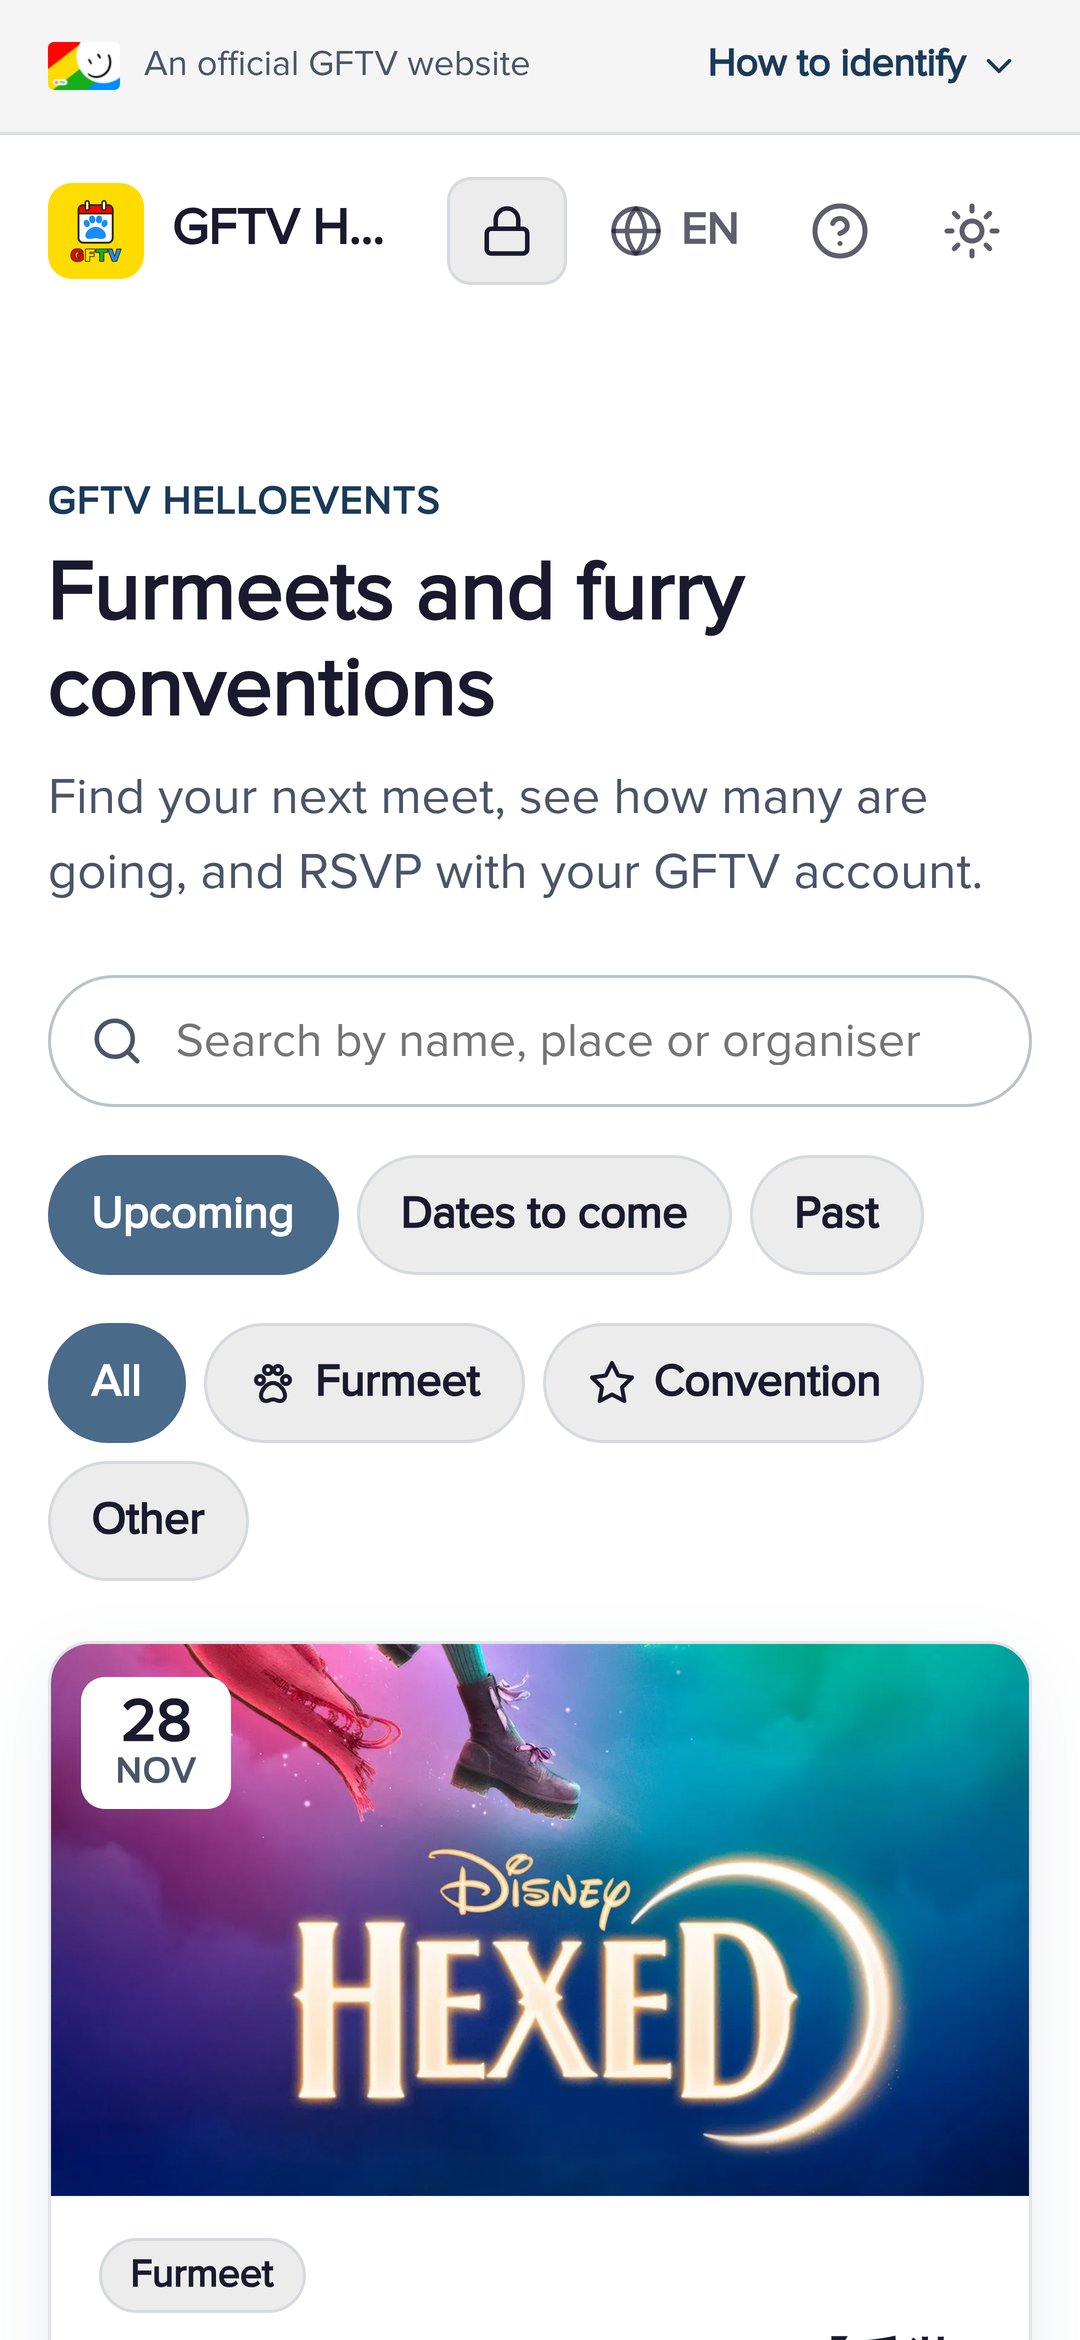 An official GFTV website
How to identify
GFTV
GFTV H...
EN
GFTV HELLOEVENTS
Furmeets and furry
conventions
Find your next meet, see how many are
going, and RSVP with your GFTV account.
Search by name, place or organiser
Upcoming
Dates to come
Past
All
Furmeet
Convention
Other
28
NOV
Disney
HEXED
Furmeet